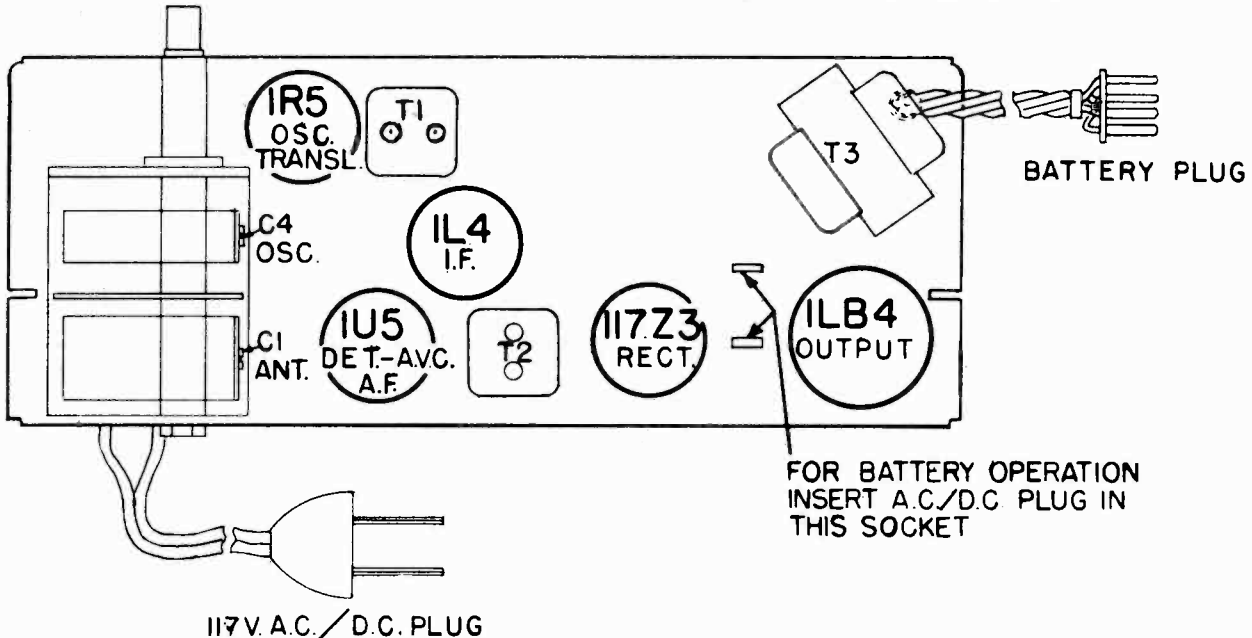 1R5
OSC.
TRANSL.
T1
T3
BATTERY PLUG
C4
OSC.
1L4
I.F.
C1
ANT.
1U5
DET.-A.V.C.
A.F.
T2
117Z3
RECT.
1LB4
OUTPUT
FOR BATTERY OPERATION
INSERT A.C./D.C. PLUG IN
THIS SOCKET
117V. A.C./D.C. PLUG